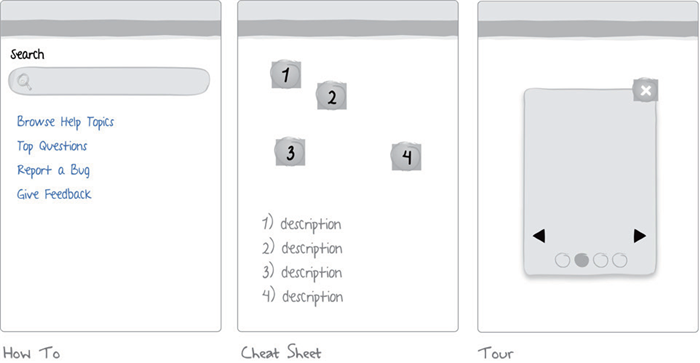 Search
Browse Help Topics
Top Questions
Report a Bug
Give Feedback
How To
1
2
3
4
1) description
2) description
3) description
4) description
Cheat Sheet
Tour